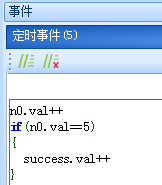 事件
定时事件(5)
n0.val++
if(n0.val==5)
{
  success.val++
}